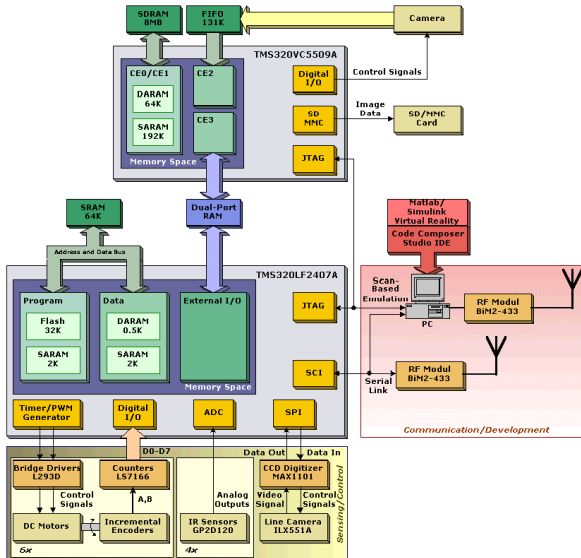 SDRAM
8MB
FIFO
131K
Camera
TMS320VC5509A
CE0/CE1
DARAM
64K
SARAM
192K
CE2
CE3
Memory Space
Digital
I/O
Control Signals
SD
MMC
Image
Data
SD/MMC
Card
JTAG
SRAM
64K
Dual-Port
RAM
Matlab/
Simulink
Virtual Reality
Code Composer
Studio IDE
Address and Data Bus
TMS320LF2407A
Program
Flash
32K
SARAM
2K
Data
DARAM
0.5K
SARAM
2K
External I/O
Memory Space
JTAG
SCI
Scan-
Based
Emulation
PC
RF Modul
BiM2-433
Serial
Link
RF Modul
BiM2-433
Communication/Development
Timer/PWM
Generator
Digital
I/O
ADC
SPI
D0-D7
Data Out
Data In
Bridge Drivers
L293D
Counters
LS7166
CCD Digitizer
MAX1101
Control
Signals
A,B
Analog
Outputs
Video
Signal
Control
Signals
DC Motors
Incremental
Encoders
IR Sensors
GP2D120
Line Camera
ILX551A
6x
4x
Sensing/Control